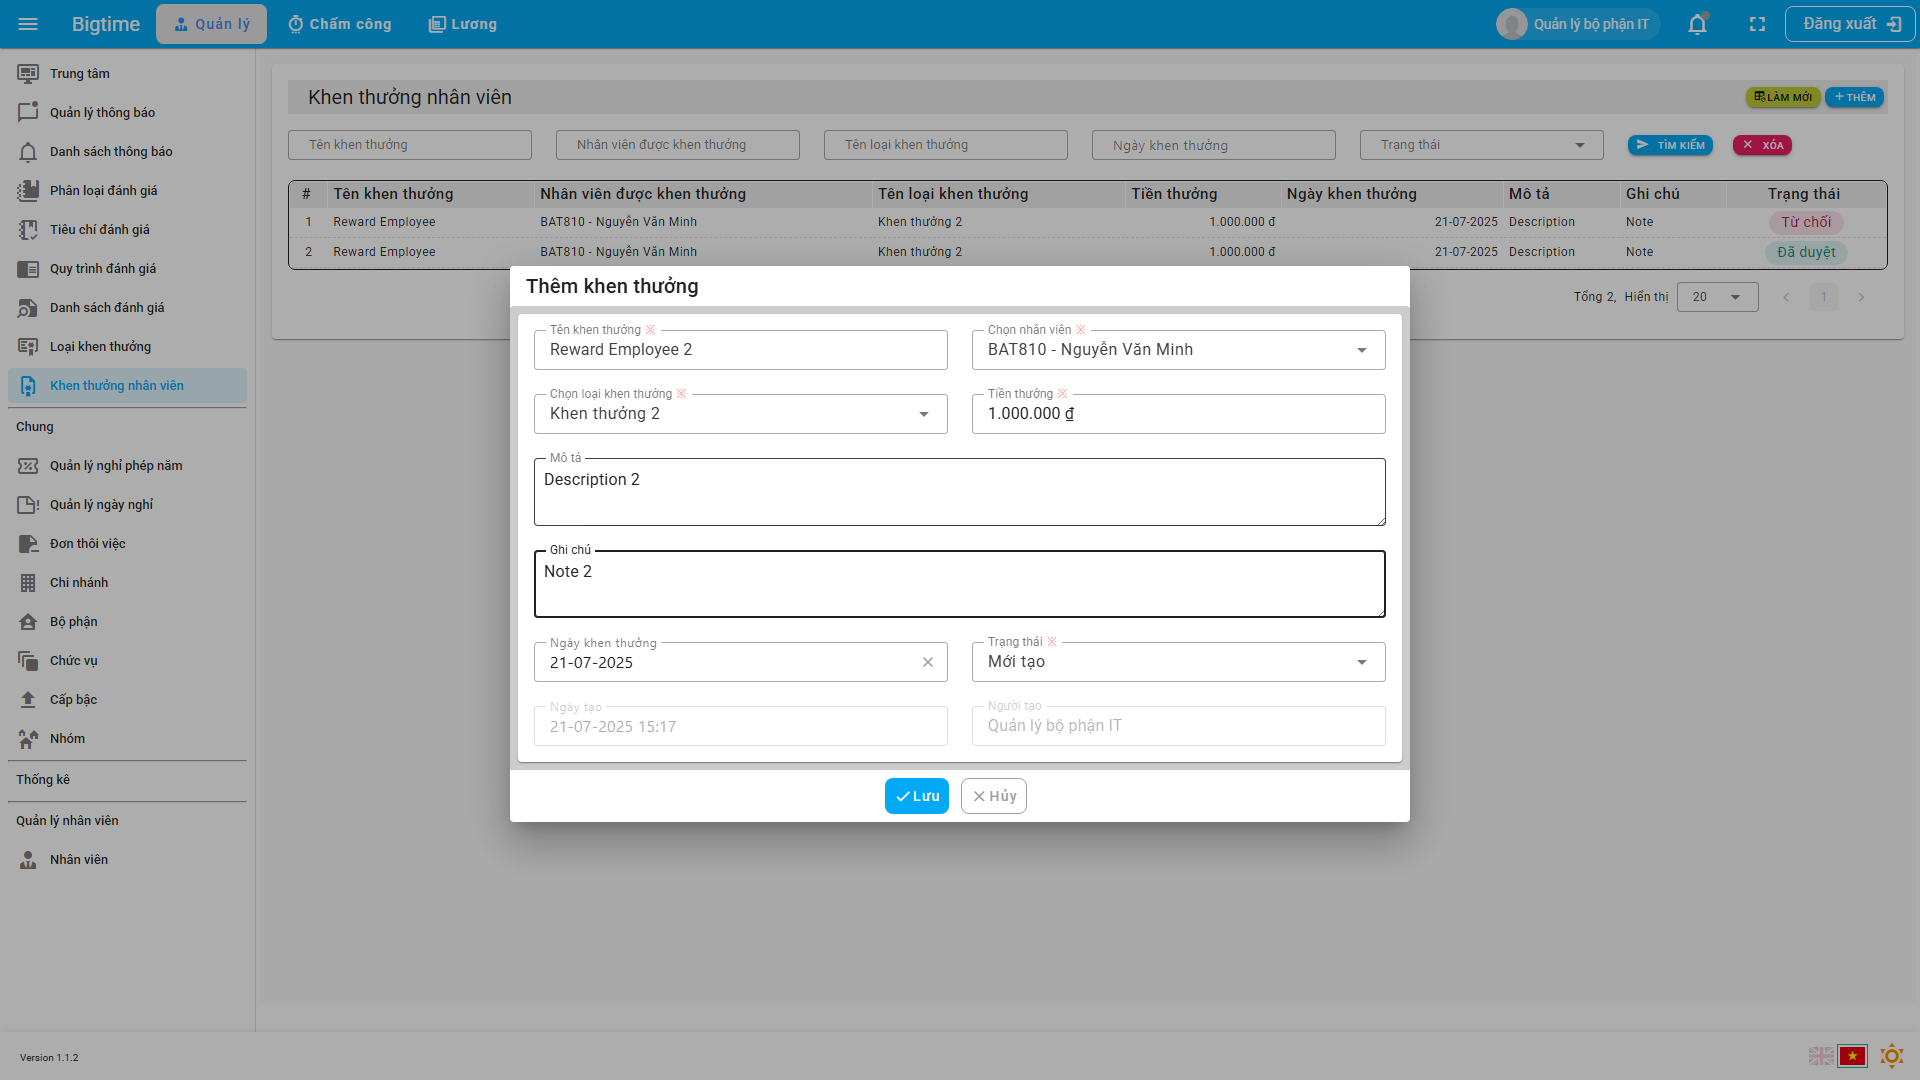 Bigtime
Quản lý
Chấm công
Lương
Quản lý bộ phận IT
Đăng xuất
Trung tâm
Quản lý thông báo
Danh sách thông báo
Phân loại đánh giá
Tiêu chí đánh giá
Quy trình đánh giá
Danh sách đánh giá
Loại khen thưởng
Khen thưởng nhân viên
Chung
Quản lý nghỉ phép năm
Quản lý ngày nghỉ
Đơn thôi việc
Chi nhánh
Bộ phận
Chức vụ
Cấp bậc
Nhóm
Thống kê
Quản lý nhân viên
Nhân viên
Khen thưởng nhân viên
LÀM MỚI
THÊM
Tên khen thưởng
Nhân viên được khen thưởng
Tên loại khen thưởng
Ngày khen thưởng
Trạng thái
TÌM KIẾM
XÓA
# Tên khen thưởng Nhân viên được khen thưởng Tên loại khen thưởng Tiền thưởng Ngày khen thưởng Mô tả Ghi chú Trạng thái
1 Reward Employee BAT810 - Nguyễn Văn Minh Khen thưởng 2 1.000.000 đ 21-07-2025 Description Note Từ chối
2 Reward Employee BAT810 - Nguyễn Văn Minh Khen thưởng 2 1.000.000 đ 21-07-2025 Description Note Đã duyệt
Tổng 2, Hiển thị 20 1
Thêm khen thưởng
Tên khen thưởng ※
Reward Employee 2
Chọn nhân viên ※
BAT810 - Nguyễn Văn Minh
Chọn loại khen thưởng ※
Khen thưởng 2
Tiền thưởng ※
1.000.000 ₫
Mô tả
Description 2
Ghi chú
Note 2
Ngày khen thưởng
21-07-2025
Trạng thái ※
Mới tạo
Ngày tạo
21-07-2025 15:17
Người tạo
Quản lý bộ phận IT
Lưu
Hủy
Version 1.1.2